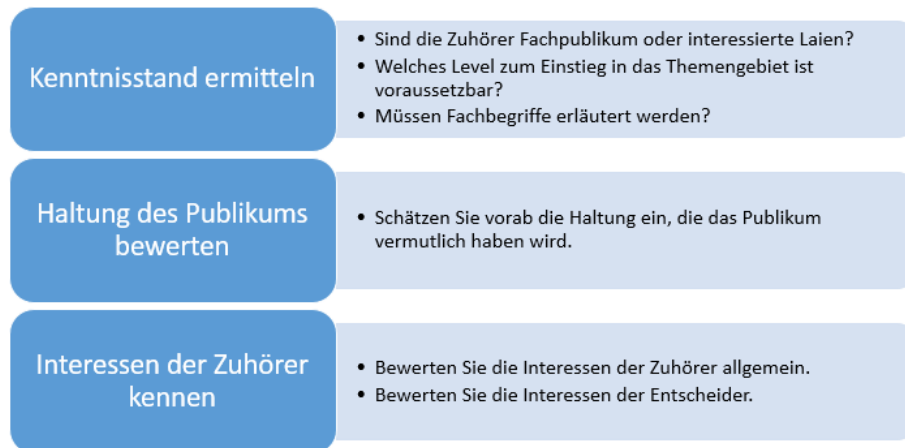 Kenntnisstand ermitteln
• Sind die Zuhörer Fachpublikum oder interessierte Laien?
• Welches Level zum Einstieg in das Themengebiet ist
voraussetzbar?
• Müssen Fachbegriffe erläutert werden?
Haltung des Publikums
bewerten
• Schätzen Sie vorab die Haltung ein, die das Publikum
vermutlich haben wird.
Interessen der Zuhörer
kennen
• Bewerten Sie die Interessen der Zuhörer allgemein.
• Bewerten Sie die Interessen der Entscheider.